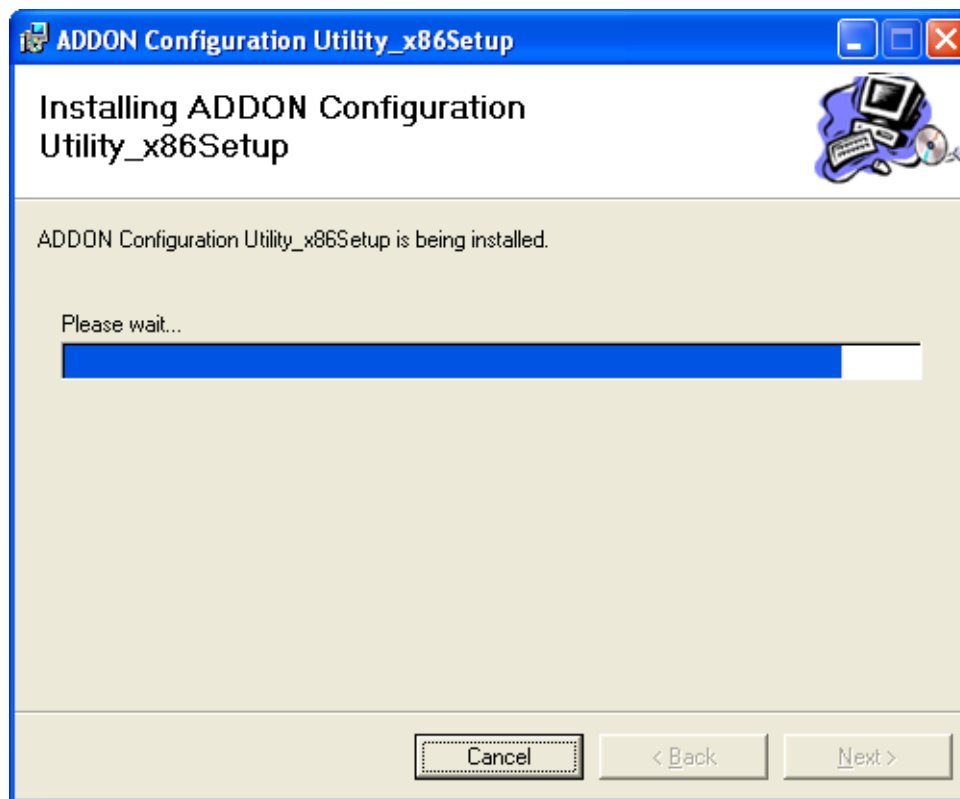 ADDON Configuration Utility_x86Setup
Installing ADDON Configuration
Utility_x86Setup
ADDON Configuration Utility_x86Setup is being installed.
Please wait...
Cancel
< Back
Next >